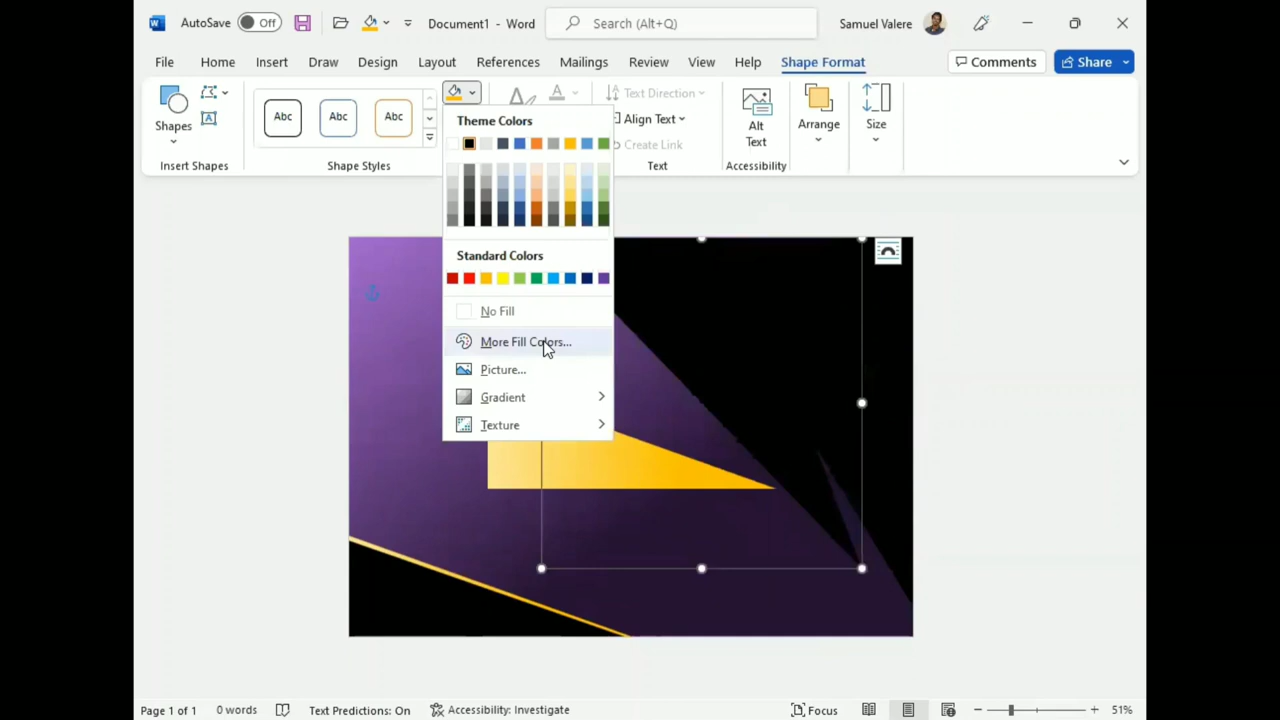 AutoSave Off Document1 - Word Search (Alt+Q) Samuel Valere
File Home Insert Draw Design Layout References Mailings Review View Help Shape Format Comments Share
Shapes
Abc Abc Abc
Text Direction
Align Text
Create Link
Alt
Text
Arrange
Size
Insert Shapes Shape Styles Text Accessibility
Theme Colors
Standard Colors
No Fill
More Fill Colors...
Picture...
Gradient
Texture
Page 1 of 1 0 words Text Predictions: On Accessibility: Investigate Focus 51%